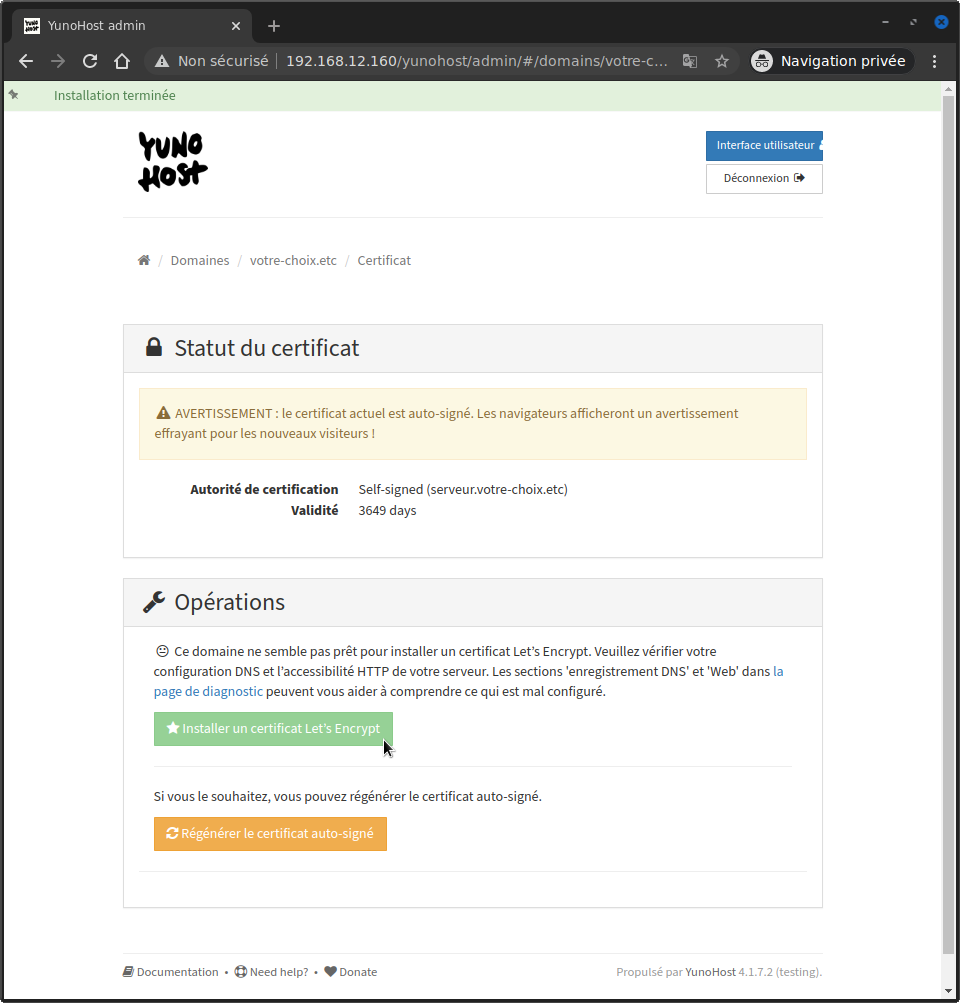 YUNO HOST YunoHost admin
Non sécurisé 192.168.12.160/yunohost/admin/#/domains/votre-c... Navigation privée
Installation terminée
YUNO
HOST
Interface utilisateur
Déconnexion
/ Domaines / votre-choix.etc / Certificat
Statut du certificat
AVERTISSEMENT : le certificat actuel est auto-signé. Les navigateurs afficheront un avertissement
effrayant pour les nouveaux visiteurs !
Autorité de certification Self-signed (serveur.votre-choix.etc)
Validité 3649 days
Opérations
Ce domaine ne semble pas prêt pour installer un certificat Let's Encrypt. Veuillez vérifier votre
configuration DNS et l'accessibilité HTTP de votre serveur. Les sections 'enregistrement DNS' et 'Web' dans la
page de diagnostic peuvent vous aider à comprendre ce qui est mal configuré.
Installer un certificat Let's Encrypt
Si vous le souhaitez, vous pouvez régénérer le certificat auto-signé.
Régénérer le certificat auto-signé
Documentation • Need help? • Donate Propulsé par YunoHost 4.1.7.2 (testing).